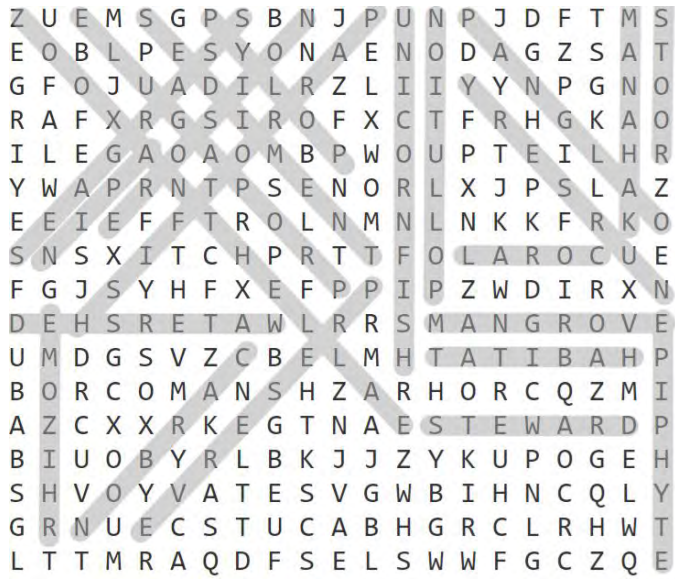 Z U E M S G P S B N J P U N P J D F T M S
E O B L P E S Y O N A E N O D A G Z S A T
G F O J U A D I L R Z L I I Y Y N P G N O
R A F X R G S I R O F X C T F R H G K A O
I L E G A O A O M B P W O U P T E I L H R
Y W A P R N T P S E N O R L X J P S L A Z
E E I E F F T R O L N M N L N K K F R K O
S N S X I T C H P R T T F O L A R O C U E
F G J S Y H F X E F P P I P Z W D I R X N
D E H S R E T A W L R R S M A N G R O V E
U M D G S V Z C B E L M H T A T I B A H P
B O R C O M A N S H Z A R H O R C Q Z M I
A Z C X X R K E G T N A E S T E W A R D P
B I U O B Y R L B K J J Z Y K U P O G E H
S H V O Y V A T E S V G W B I H N C Q L Y
G R N U E C S T U C A B H G R C L R H W T
L T T M R A Q D F S E L S W W F G C Z Q E